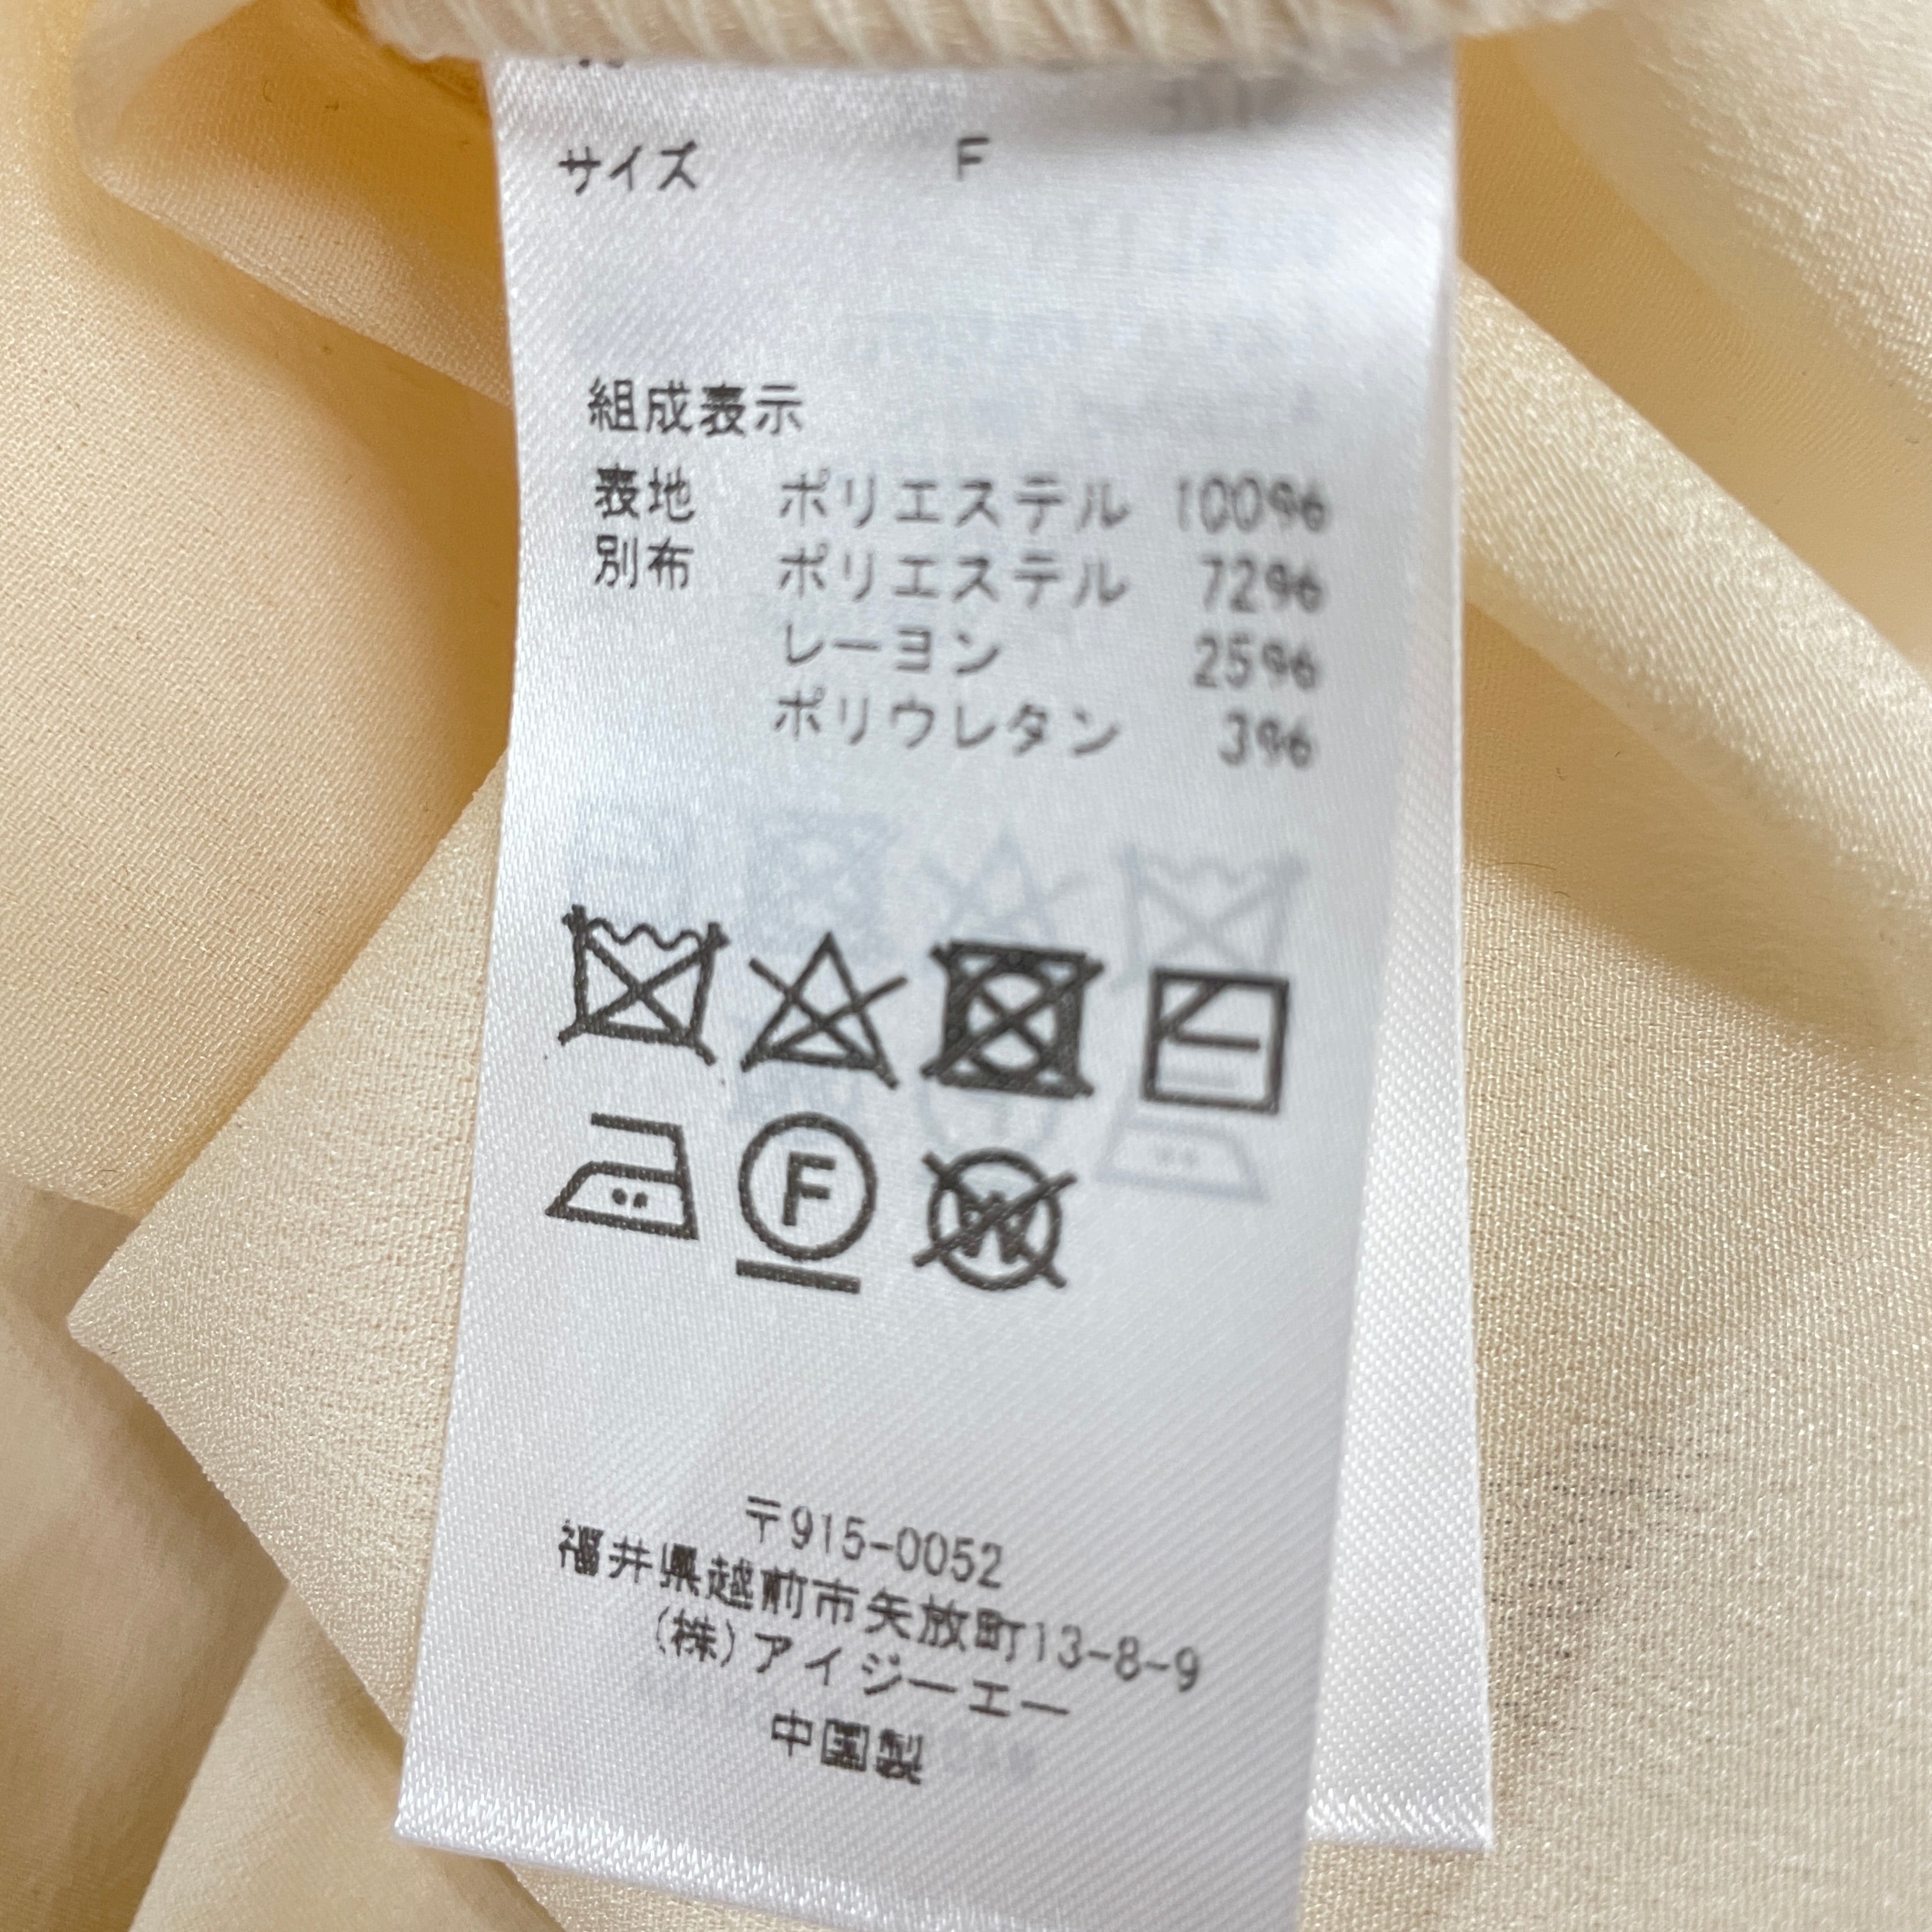 サイズ F
組成表示
表地 ポリエステル 100%
別布 ポリエステル 72%
レーヨン 25%
ポリウレタン 3%
F
W
〒915-0052
福井県越前市矢放町13-8-9
(株)アイジーエー
中国製